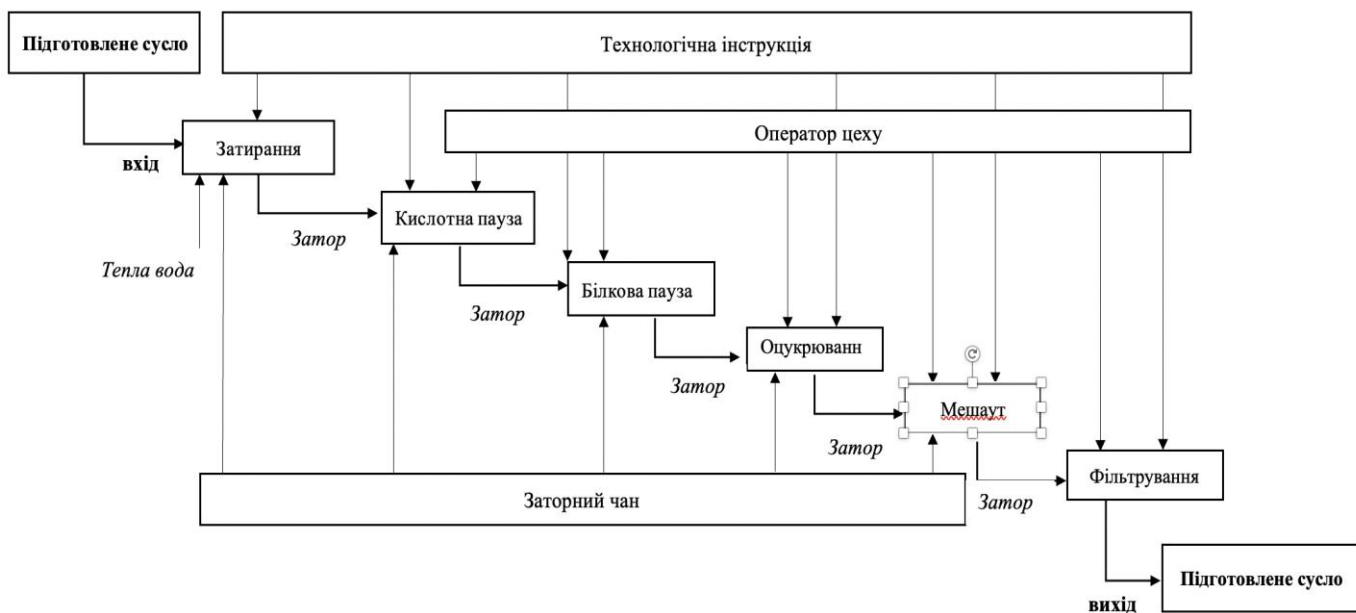 Підготовлене сусло
Технологічна інструкція
Оператор цеху
Затирання
вхід
Кислотна пауза
Затор
Тепла вода
Білкова пауза
Затор
Оцукрюванн
Затор
Мешаут
Затор
Фільтрування
Заторний чан
Затор
Підготовлене сусло
вихід